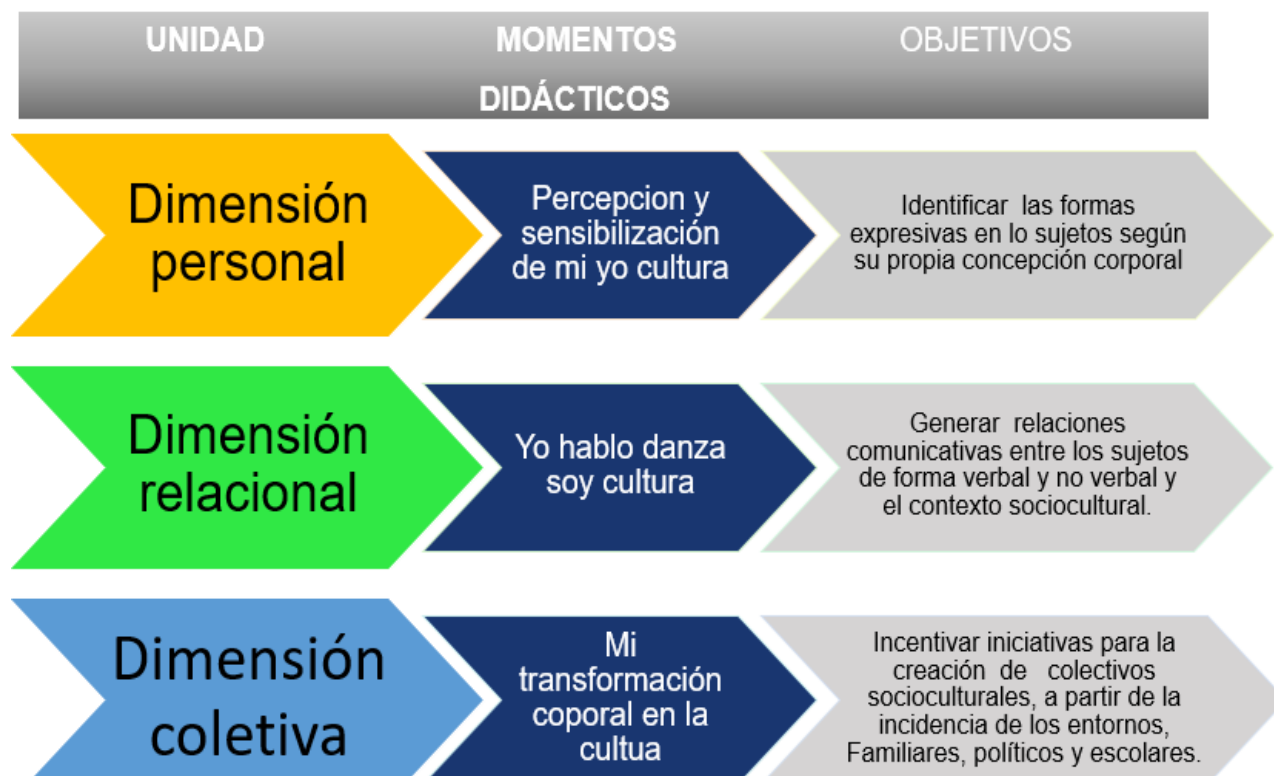 UNIDAD MOMENTOS OBJETIVOS
DIDÁCTICOS
Dimensión
personal
Percepcion y
sensibilización
de mi yo cultura
Identificar las formas
expresivas en lo sujetos según
su propia concepción corporal
Dimensión
relacional
Yo hablo danza
soy cultura
Generar relaciones
comunicativas entre los sujetos
de forma verbal y no verbal y
el contexto sociocultural.
Dimensión
coletiva
Mi
transformación
coporal en la
cultua
Incentivar iniciativas para la
creación de colectivos
socioculturales, a partir de la
incidencia de los entornos,
Familiares, políticos y escolares.